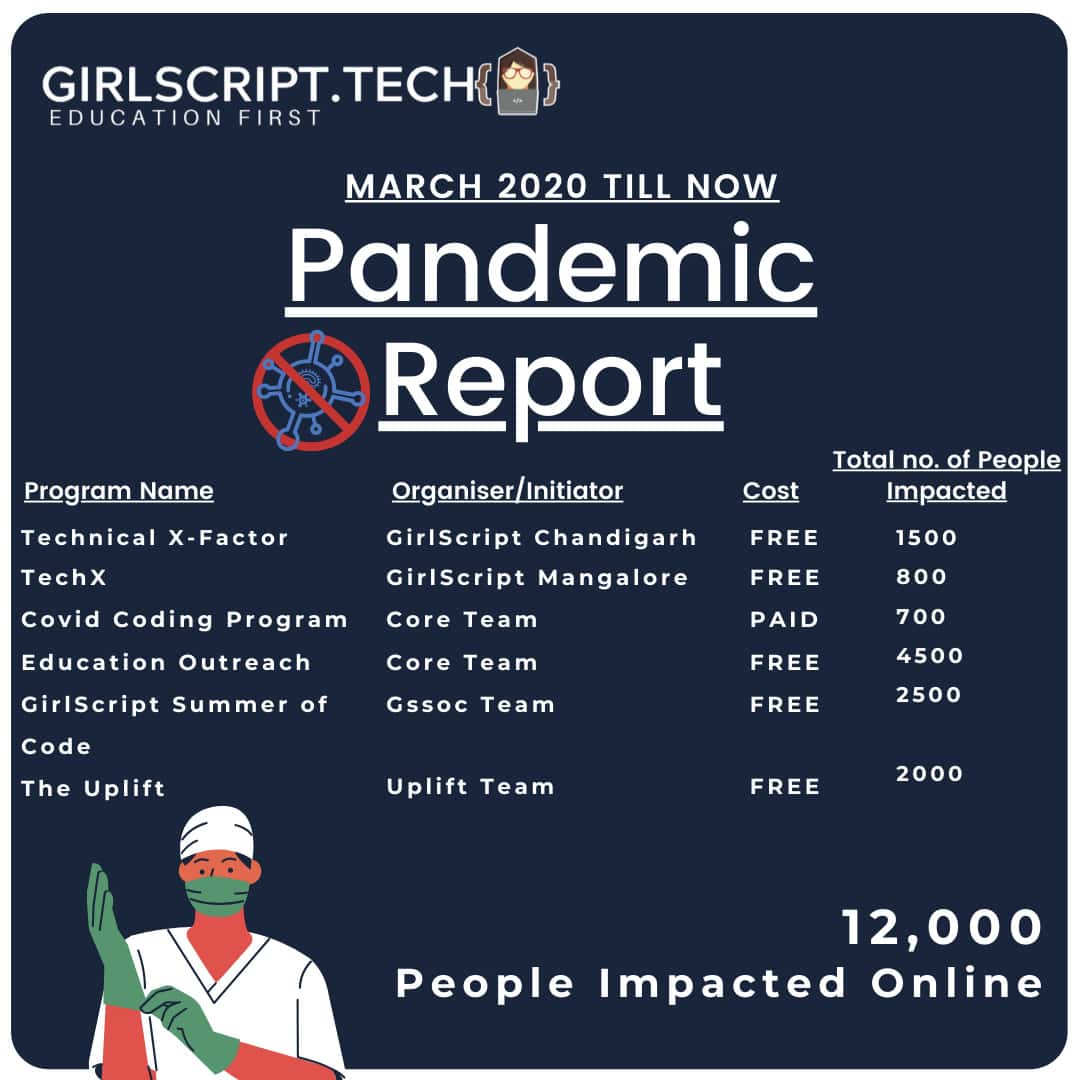 GIRLSCRIPT.TECH
EDUCATION FIRST
</>
MARCH 2020 TILL NOW
Pandemic
Report
Program Name Organiser/Initiator Cost Total no. of People
Impacted
Technical X-Factor GirlScript Chandigarh FREE 1500
TechX GirlScript Mangalore FREE 800
Covid Coding Program Core Team PAID 700
Education Outreach Core Team FREE 4500
GirlScript Summer of Gssoc Team FREE 2500
Code
The Uplift Uplift Team FREE 2000
12,000
People Impacted Online